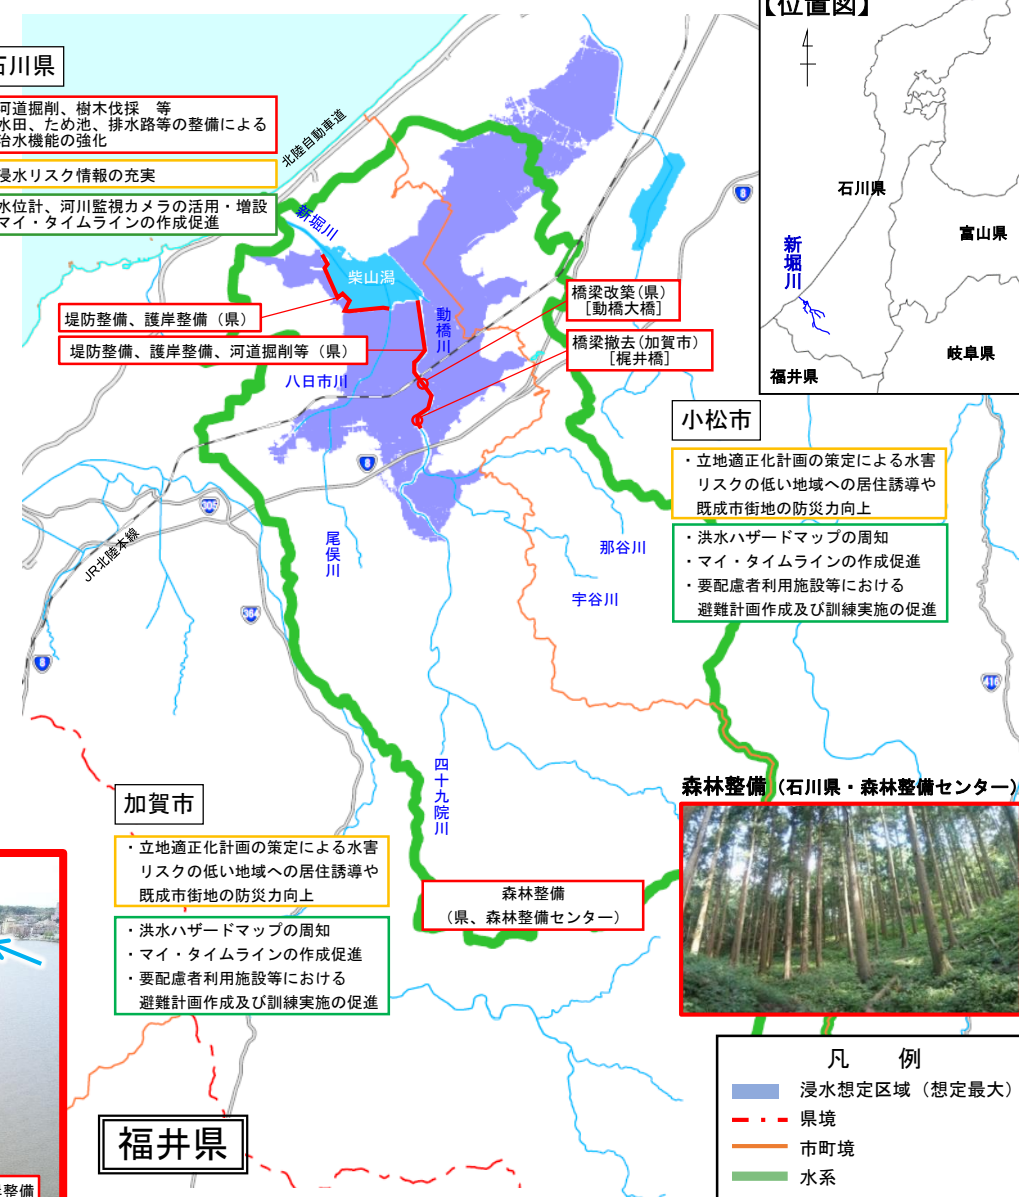 【位置図】
石川県
河道掘削、樹木伐採　等
水田、ため池、排水路等の整備による
治水機能の強化
浸水リスク情報の充実
水位計、河川監視カメラの活用・増設
マイ・タイムラインの作成促進
北陸自動車道
新堀川
柴山潟
動橋川
八日市川
堤防整備、護岸整備（県）
堤防整備、護岸整備、河道掘削等（県）
橋梁改築(県)
［動橋大橋］
橋梁撤去(加賀市)
［梶井橋］
8
石川県
富山県
新堀川
岐阜県
福井県
小松市
・立地適正化計画の策定による水害
リスクの低い地域への居住誘導や
既成市街地の防災力向上
・洪水ハザードマップの周知
・マイ・タイムラインの作成促進
・要配慮者利用施設等における
避難計画作成及び訓練実施の促進
8
305
JR北陸本線
尾俣川
那谷川
宇谷川
364
8
416
四十九院川
加賀市
・立地適正化計画の策定による水害
リスクの低い地域への居住誘導や
既成市街地の防災力向上
・洪水ハザードマップの周知
・マイ・タイムラインの作成促進
・要配慮者利用施設等における
避難計画作成及び訓練実施の促進
森林整備
（県、森林整備センター）
森林整備（石川県・森林整備センター）
福井県
凡　例
浸水想定区域（想定最大）
県境
市町境
水系
整備